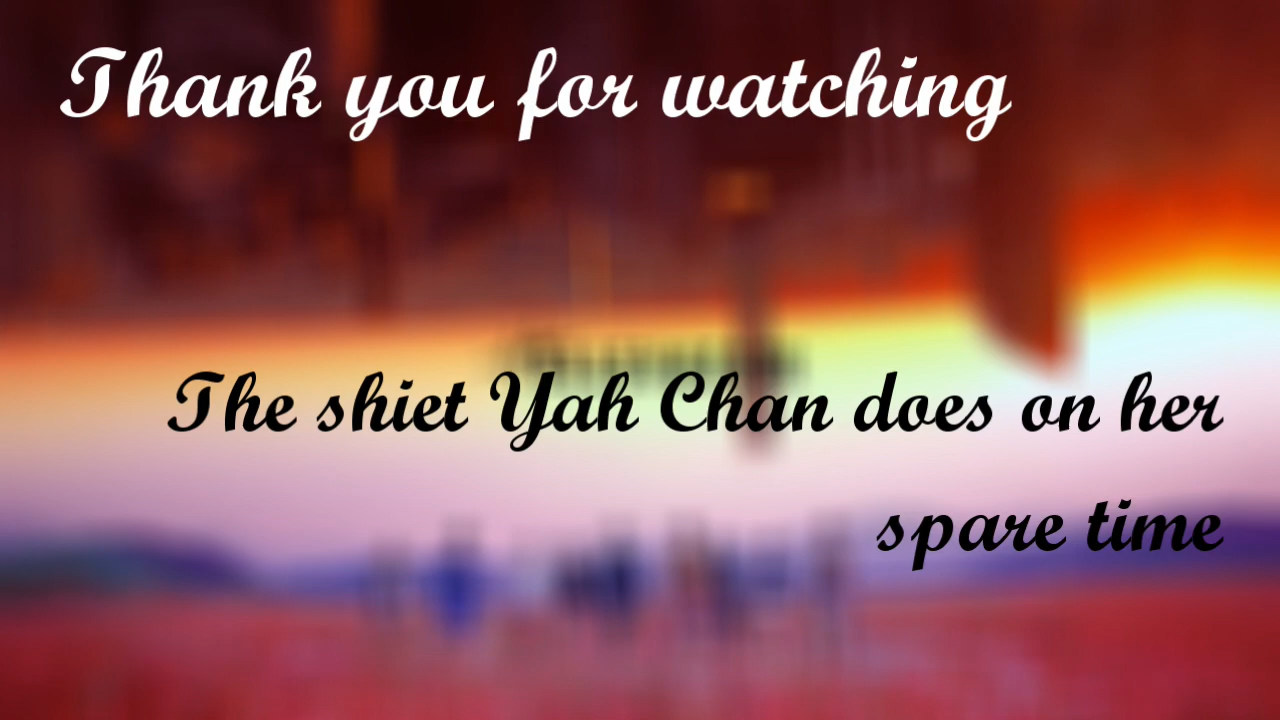 Thank you for watching
The shiet Yah Chan does on her
spare time